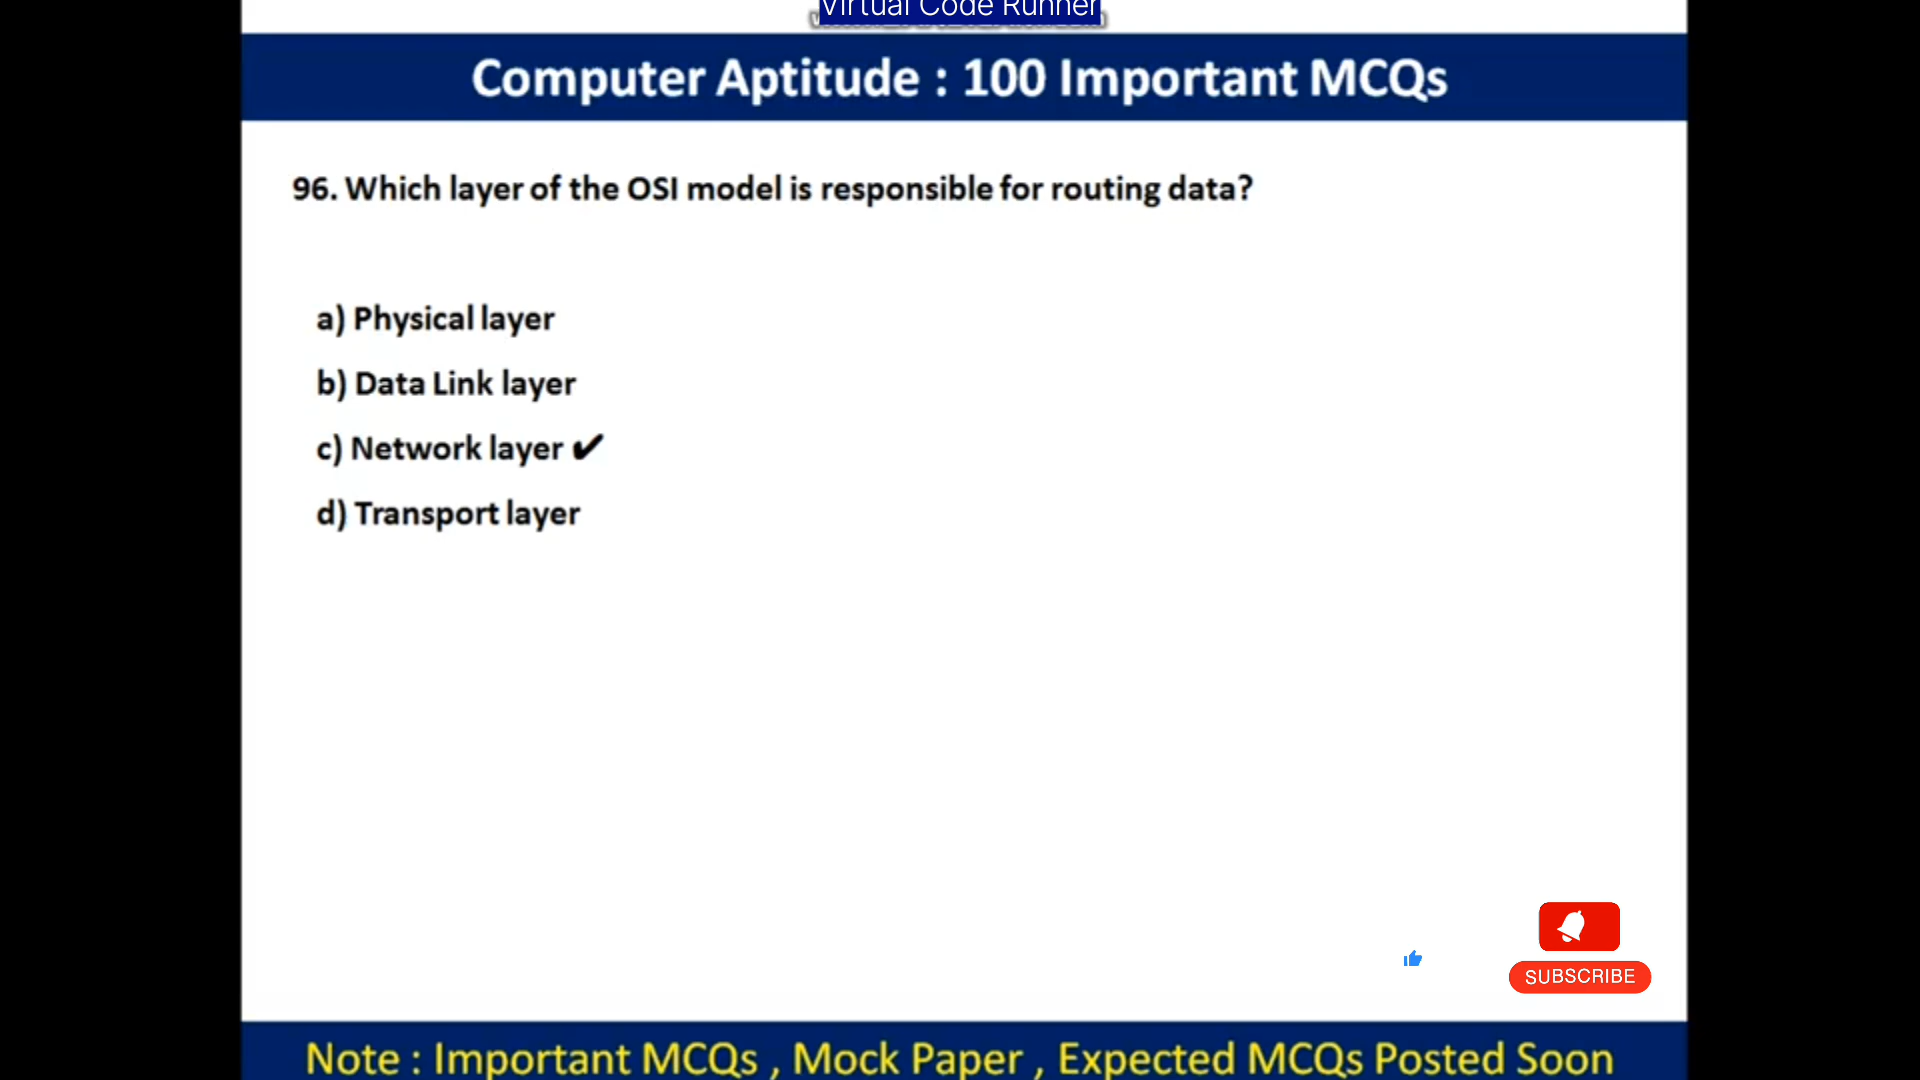 Virtual Code Runner
Computer Aptitude : 100 Important MCQs
96. Which layer of the OSI model is responsible for routing data?
a) Physical layer
b) Data Link layer
c) Network layer ✔
d) Transport layer
SUBSCRIBE
Note : Important MCQs , Mock Paper , Expected MCQs Posted Soon